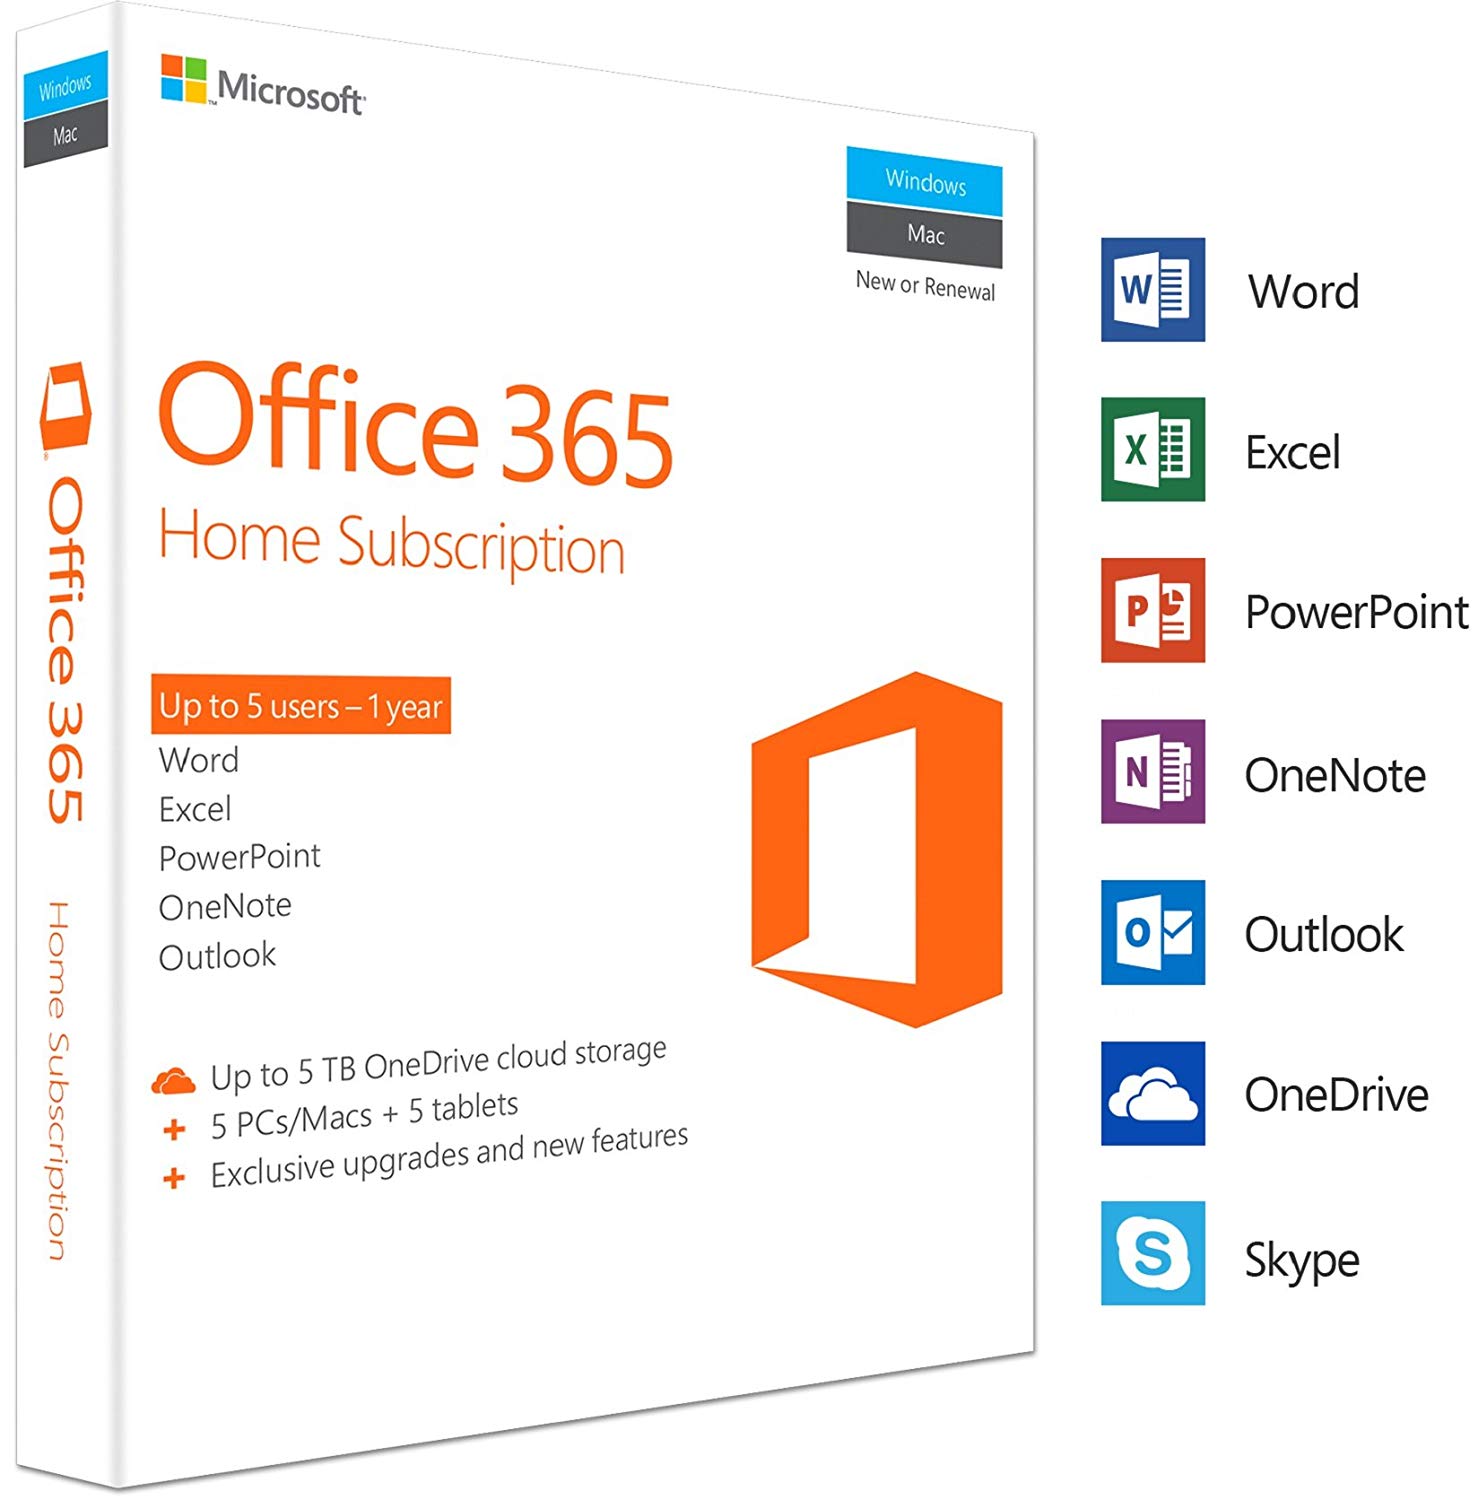 Windows
Mac
Office 365
Home Subscription
Microsoft
Windows
Mac
New or Renewal
Office 365
Home Subscription
Up to 5 users – 1 year
Word
Excel
PowerPoint
OneNote
Outlook
Up to 5 TB OneDrive cloud storage
+ 5 PCs/Macs + 5 tablets
+ Exclusive upgrades and new features
W Word
X Excel
P PowerPoint
N OneNote
O Outlook
OneDrive
S Skype